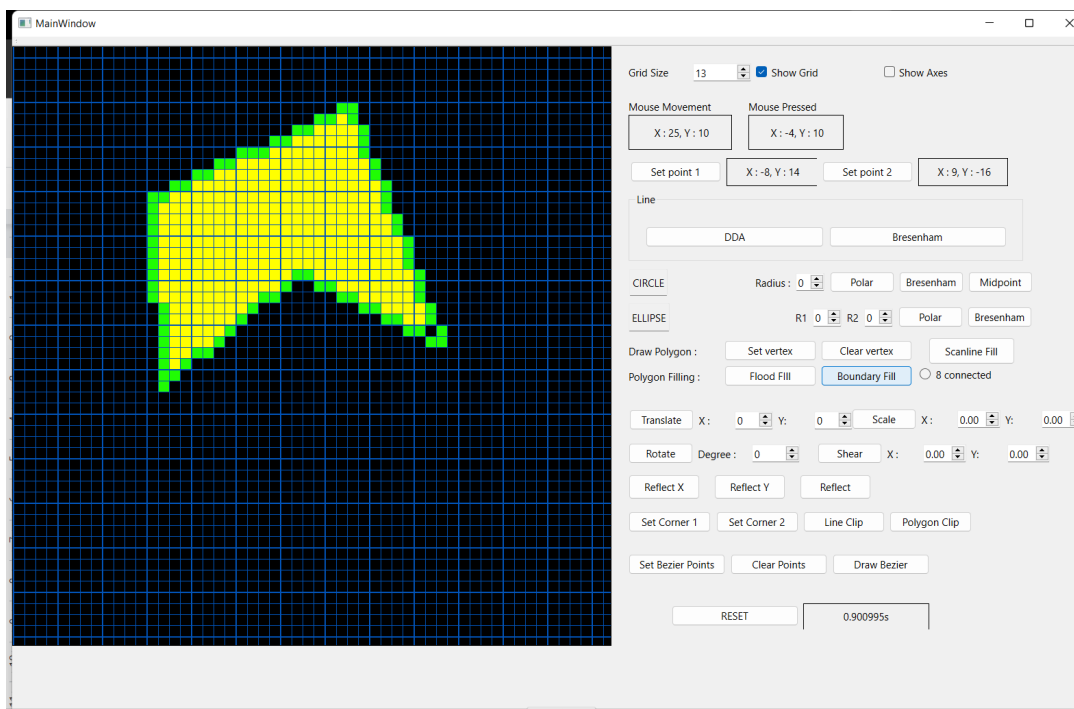 MainWindow
Grid Size 13 Show Grid Show Axes
Mouse Movement Mouse Pressed
X : 25, Y : 10 X : -4, Y : 10
Set point 1 X : -8, Y : 14 Set point 2 X : 9, Y : -16
Line
DDA Bresenham
CIRCLE Radius : 0 Polar Bresenham Midpoint
ELLIPSE R1 0 R2 0 Polar Bresenham
Draw Polygon : Set vertex Clear vertex Scanline Fill
Polygon Filling : Flood FIll Boundary Fill 8 connected
Translate X : 0 Y: 0 Scale X : 0.00 Y: 0.00
Rotate Degree : 0 Shear X : 0.00 Y: 0.00
Reflect X Reflect Y Reflect
Set Corner 1 Set Corner 2 Line Clip Polygon Clip
Set Bezier Points Clear Points Draw Bezier
RESET 0.900995s